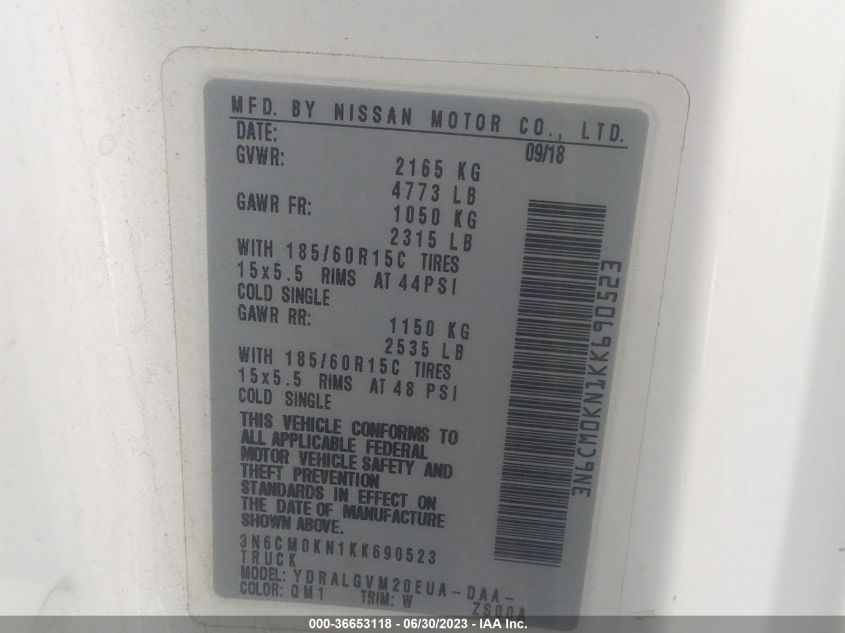 MFD. BY NISSAN MOTOR CO., LTD.
DATE: 09/18
GVWR: 2165 KG
4773 LB
GAWR FR: 1050 KG
2315 LB
WITH 185/60R15C TIRES
15x5.5 RIMS AT 44PSI
COLD SINGLE
GAWR RR: 1150 KG
2535 LB
WITH 185/60R15C TIRES
15x5.5 RIMS AT 48 PSI
COLD SINGLE
THIS VEHICLE CONFORMS TO
ALL APPLICABLE FEDERAL
MOTOR VEHICLE SAFETY AND
THEFT PREVENTION
STANDARDS IN EFFECT ON
THE DATE OF MANUFACTURE
SHOWN ABOVE.
3N6CM0KN1KK690523
TRUCK
MODEL: YDRALGVM20EUA-DAA-
COLOR: QM1 TRIM: W ZS00A
3N6CM0KN1KK690523
000-36653118 - 06/30/2023 - IAA Inc.